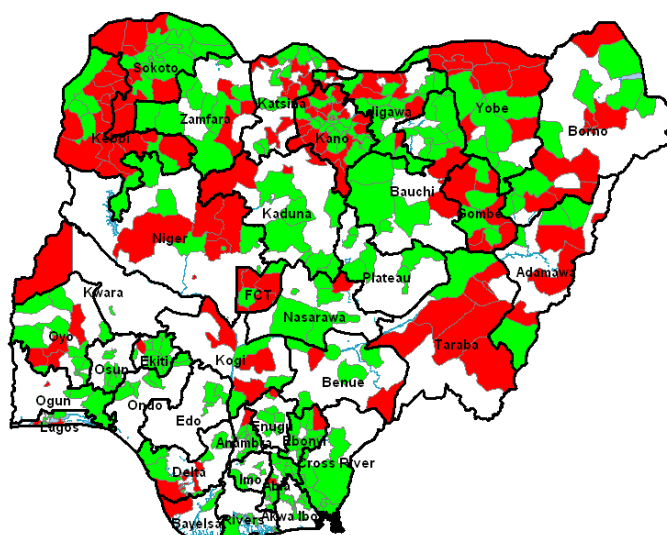 Sokoto
Katsina
Jigawa
Yobe
Borno
Zamfara
Kano
Kebbi
Bauchi
Gombe
Kaduna
Niger
Adamawa
Plateau
FCT
Kwara
Nasarawa
Oyo
Taraba
Kogi
Ekiti
Osun
Benue
Ogun
Ondo
Edo
Lagos
Enugu
Anambra
Ebonyi
Cross River
Delta
Imo
Abia
Bayelsa
Rivers
Akwa Ibo